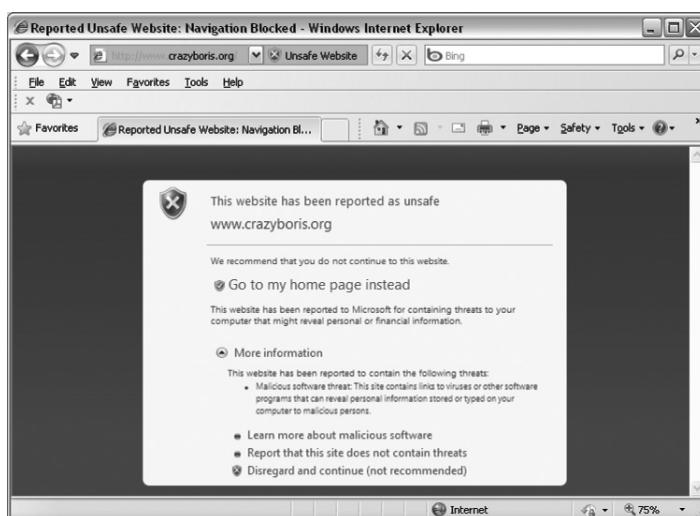 Reported Unsafe Website: Navigation Blocked - Windows Internet Explorer
http://www.crazyboris.org Unsafe Website Bing
File Edit View Favorites Tools Help
X
Favorites Reported Unsafe Website: Navigation Bl... Page Safety Tools »
This website has been reported as unsafe
www.crazyboris.org
We recommend that you do not continue to this website.
Go to my home page instead
This website has been reported to Microsoft for containing threats to your
computer that might reveal personal or financial information.
More information
This website has been reported to contain the following threats:
• Malicious software threat: This site contains links to viruses or other software
programs that can reveal personal information stored or typed on your
computer to malicious persons.
Learn more about malicious software
Report that this site does not contain threats
Disregard and continue (not recommended)
Internet 75%